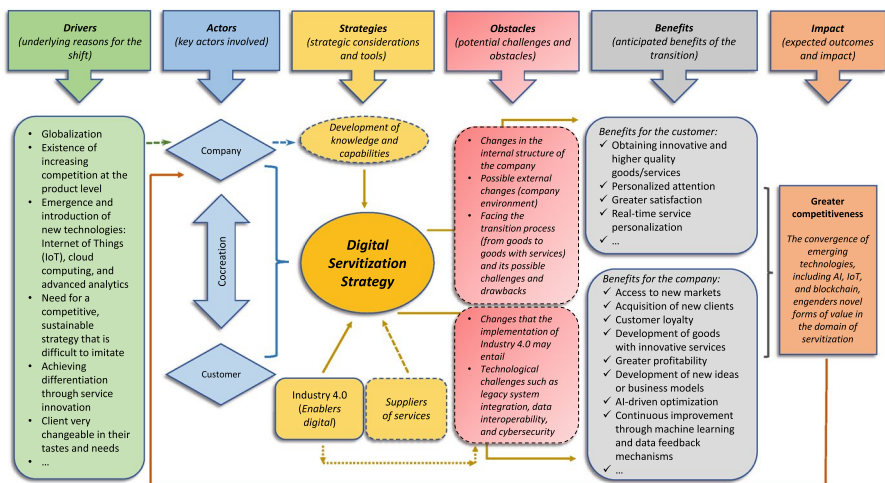 Drivers
(underlying reasons for the
shift)
Actors
(key actors involved)
Strategies
(strategic considerations
and tools)
Obstacles
(potential challenges and
obstacles)
Benefits
(anticipated benefits of the
transition)
Impact
(expected outcomes
and impact)
• Globalization
• Existence of
increasing
competition at the
product level
• Emergence and
introduction of
new technologies:
Internet of Things
(IoT), cloud
computing, and
advanced analytics
• Need for a
competitive,
sustainable
strategy that is
difficult to imitate
• Achieving
differentiation
through service
innovation
• Client very
changeable in their
tastes and needs
• ...
Company
Cocreation
Customer
Development of
knowledge and
capabilities
Digital
Servitization
Strategy
Industry 4.0
(Enablers
digital)
Suppliers
of services
• Changes in the
internal structure of
the company
• Possible external
changes (company
environment)
• Facing the
transition process
(from goods to
goods with services)
and its possible
challenges and
drawbacks
• Changes that the
implementation of
Industry 4.0 may
entail
• Technological
challenges such as
legacy system
integration, data
interoperability,
and cybersecurity
Benefits for the customer:
✓ Obtaining innovative and
higher quality
goods/services
✓ Personalized attention
✓ Greater satisfaction
✓ Real-time service
personalization
✓ ...
Benefits for the company:
✓ Access to new markets
✓ Acquisition of new clients
✓ Customer loyalty
✓ Development of goods
with innovative services
✓ Greater profitability
✓ Development of new ideas
or business models
✓ AI-driven optimization
✓ Continuous improvement
through machine learning
and data feedback
mechanisms
✓ ...
Greater
competitiveness
The convergence of
emerging
technologies,
including AI, IoT,
and blockchain,
engenders novel
forms of value in
the domain of
servitization